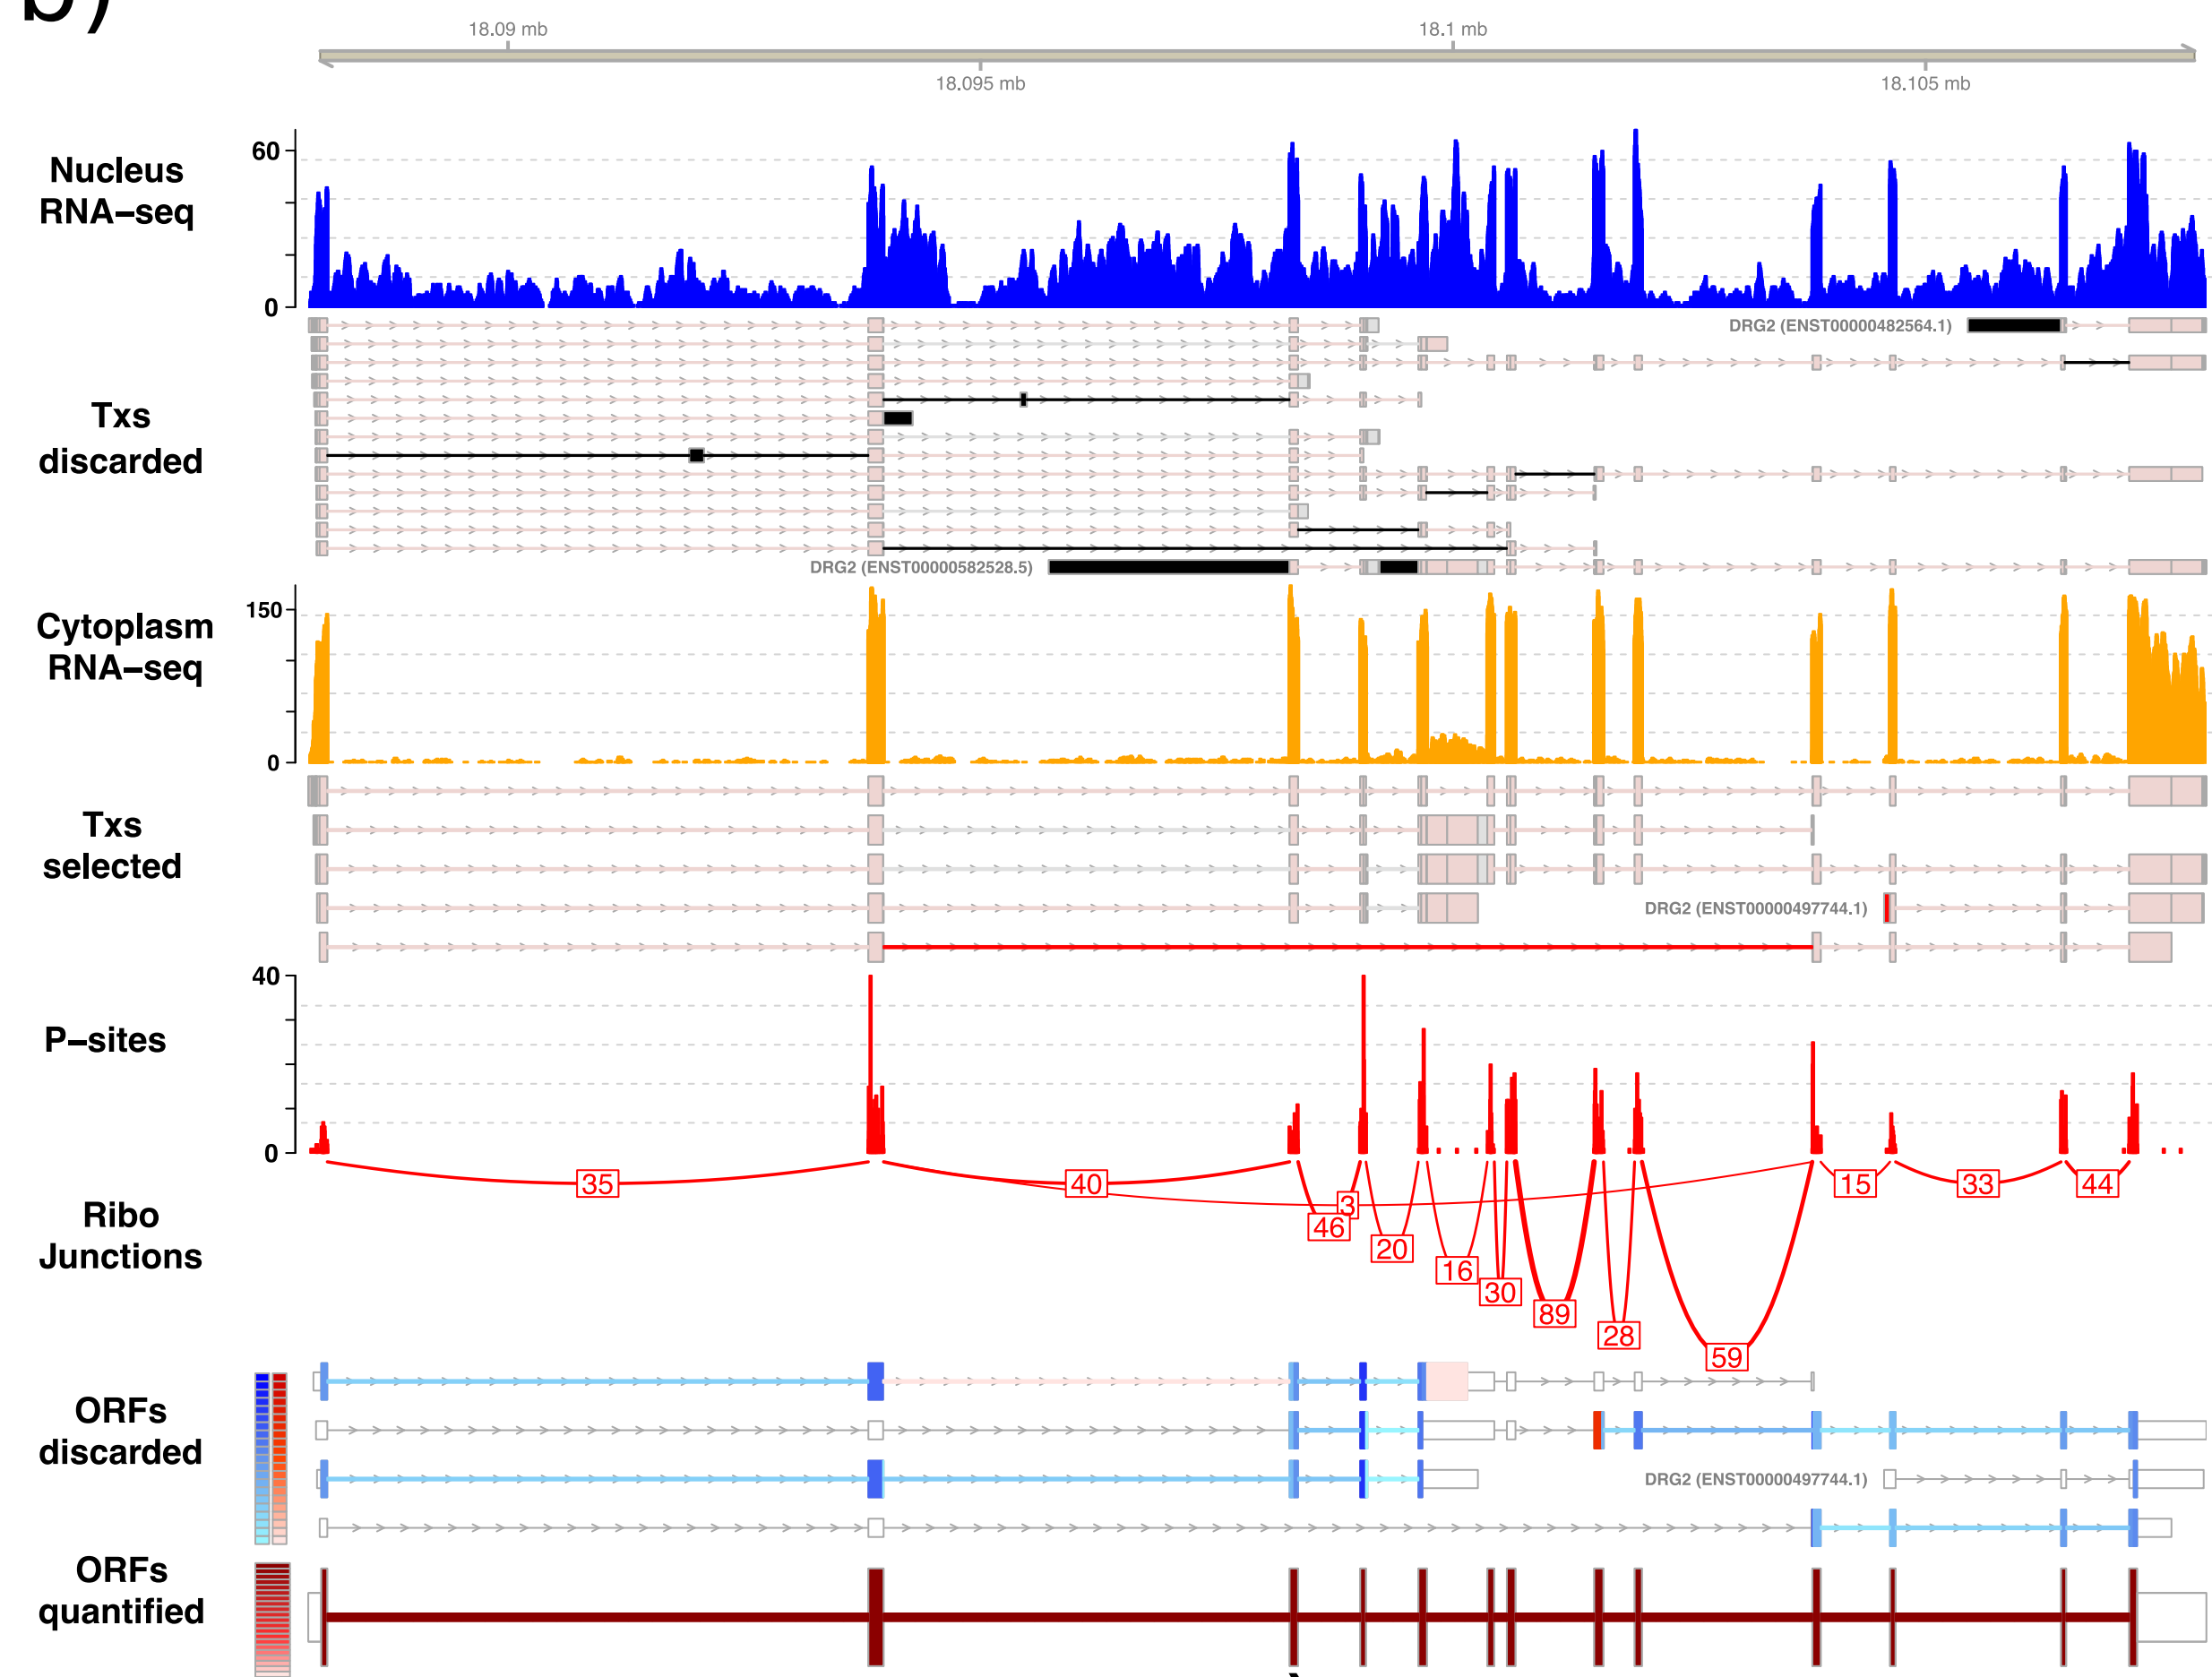 b)
18.09 mb
18.1 mb
18.095 mb
18.105 mb
Nucleus
RNA−seq
60
0
DRG2 (ENST00000482564.1)
Txs
discarded
DRG2 (ENST00000582528.5)
Cytoplasm
RNA−seq
150
0
Txs
selected
DRG2 (ENST00000497744.1)
P−sites
40
0
Ribo
Junctions
35
40
3
46
20
16
30
89
28
59
15
33
44
ORFs
discarded
DRG2 (ENST00000497744.1)
ORFs
quantified